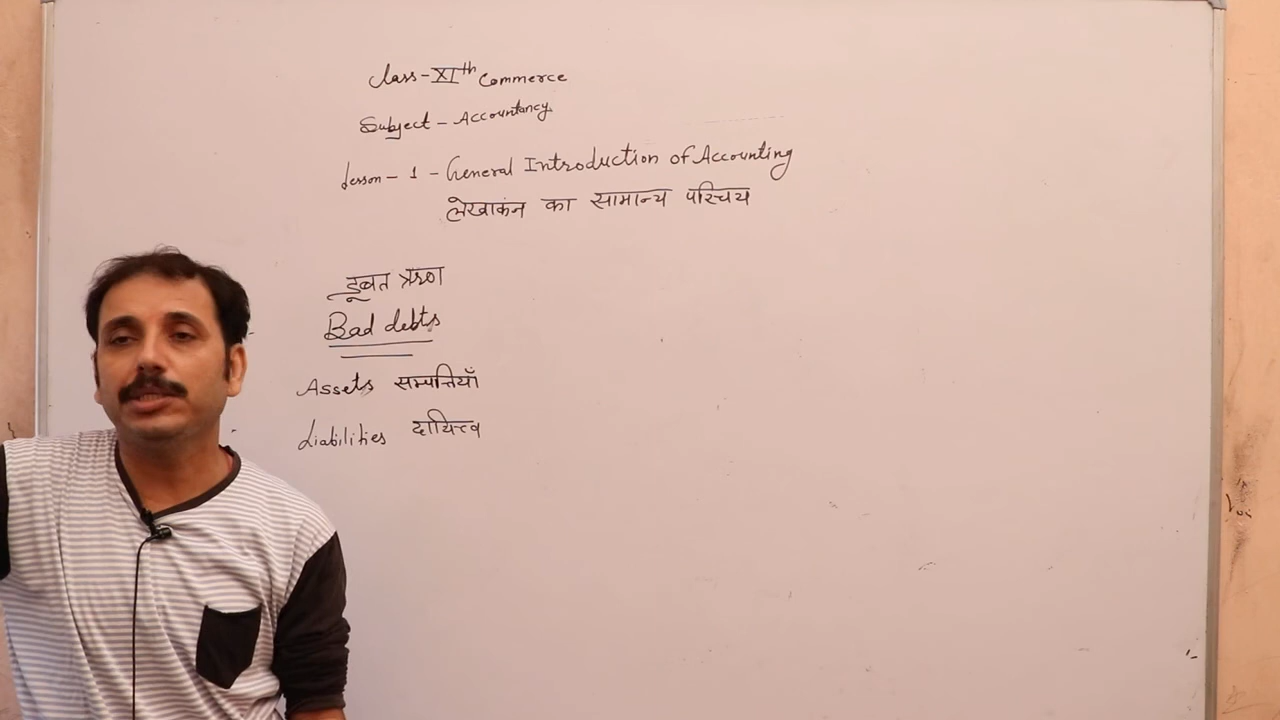 Class-XIth Commerce
Subject - Accountancy
Lesson - 1 - General Introduction of Accounting
लेखाकंन का सामान्य परिचय
डूबत ऋण
Bad debts
Assets सम्पत्तियाँ
Liabilities दायित्व